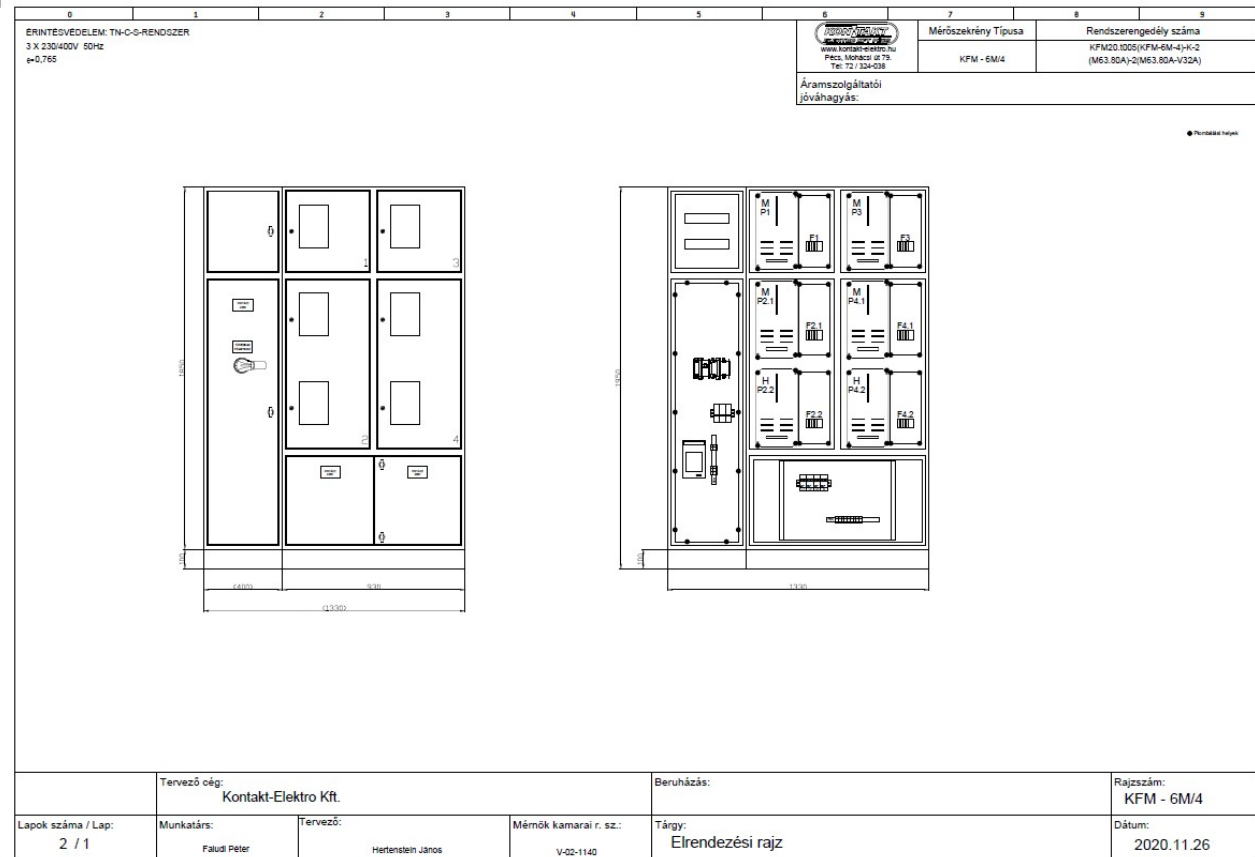 0 1 2 3 4 5 6 7 8 9
ÉRINTÉSVÉDELEM: TN-C-S-RENDSZER
3 X 230/400V 50Hz
e=0,765
KONTAKT
www.kontakt-elektro.hu
Pécs, Mohácsi út 79.
Tel: 72 / 324-038
Mérőszekrény Típusa
KFM - 6M/4
Rendszerengedély száma
KFM20.1005(KFM-6M-4)-K-2
(M63.80A)-2(M63.80A-V32A)
Áramszolgáltatói
jóváhagyás:
Plombálási helyek
1
3
2
4
1850
100
(400)
930
(1330)
M
P1
F1
M
P3
F3
M
P2.1
F2.1
M
P4.1
F4.1
H
P2.2
F2.2
H
P4.2
F4.2
1950
100
1330
Tervező cég:
Kontakt-Elektro Kft.
Beruházás:
Rajzszám:
KFM - 6M/4
Lapok száma / Lap:
2 / 1
Munkatárs:
Faludi Péter
Tervező:
Hertenstein János
Mérnök kamarai r. sz.:
V-02-1140
Tárgy:
Elrendezési rajz
Dátum:
2020.11.26